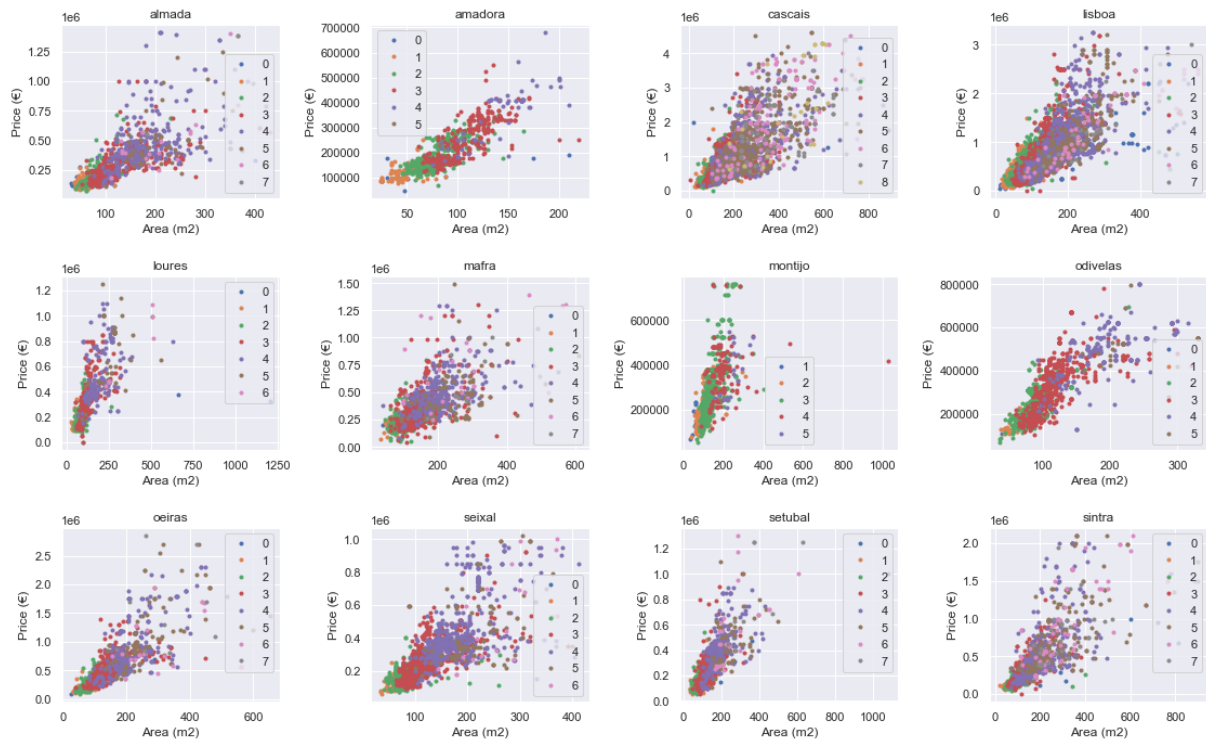 almada
1e6
Price (€)
1.25
1.00
0.75
0.50
0.25
100 200 300 400
Area (m2)
0
1
2
3
4
5
6
7
amadora
Price (€)
700000
600000
500000
400000
300000
200000
100000
50 100 150 200
Area (m2)
0
1
2
3
4
5
cascais
1e6
Price (€)
4
3
2
1
0
0 200 400 600 800
Area (m2)
0
1
2
3
4
5
6
7
8
lisboa
1e6
Price (€)
3
2
1
0
0 200 400
Area (m2)
0
1
2
3
4
5
6
7
loures
1e6
Price (€)
1.2
1.0
0.8
0.6
0.4
0.2
0.0
0 250 500 750 1000 1250
Area (m2)
0
1
2
3
4
5
6
mafra
1e6
Price (€)
1.50
1.25
1.00
0.75
0.50
0.25
0.00
200 400 600
Area (m2)
0
1
2
3
4
5
6
7
montijo
Price (€)
600000
400000
200000
0 200 400 600 800 1000
Area (m2)
1
2
3
4
5
odivelas
Price (€)
800000
600000
400000
200000
100 200 300
Area (m2)
0
1
2
3
4
5
oeiras
1e6
Price (€)
2.5
2.0
1.5
1.0
0.5
0.0
0 200 400 600
Area (m2)
0
1
2
3
4
5
6
7
seixal
1e6
Price (€)
1.0
0.8
0.6
0.4
0.2
0 100 200 300 400
Area (m2)
0
1
2
3
4
5
6
setubal
1e6
Price (€)
1.2
1.0
0.8
0.6
0.4
0.2
0.0
0 200 400 600 800 1000
Area (m2)
0
1
2
3
4
5
6
7
sintra
1e6
Price (€)
2.0
1.5
1.0
0.5
0.0
0 200 400 600 800
Area (m2)
0
1
2
3
4
5
6
7